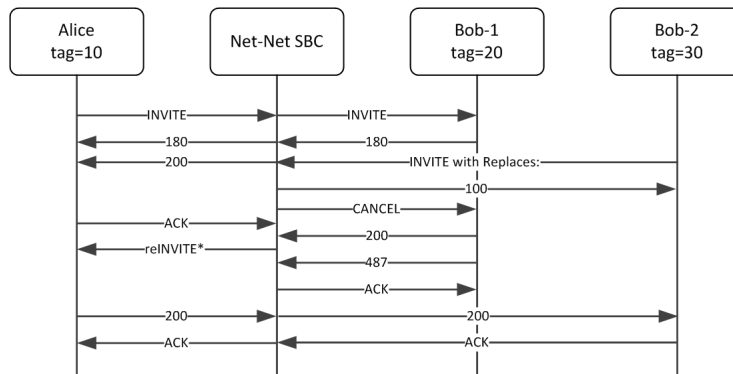 Alice
tag=10
Net-Net SBC
Bob-1
tag=20
Bob-2
tag=30
INVITE INVITE
180 180
200 INVITE with Replaces:
100
CANCEL
ACK
200
reINVITE*
487
ACK
200 200
ACK ACK